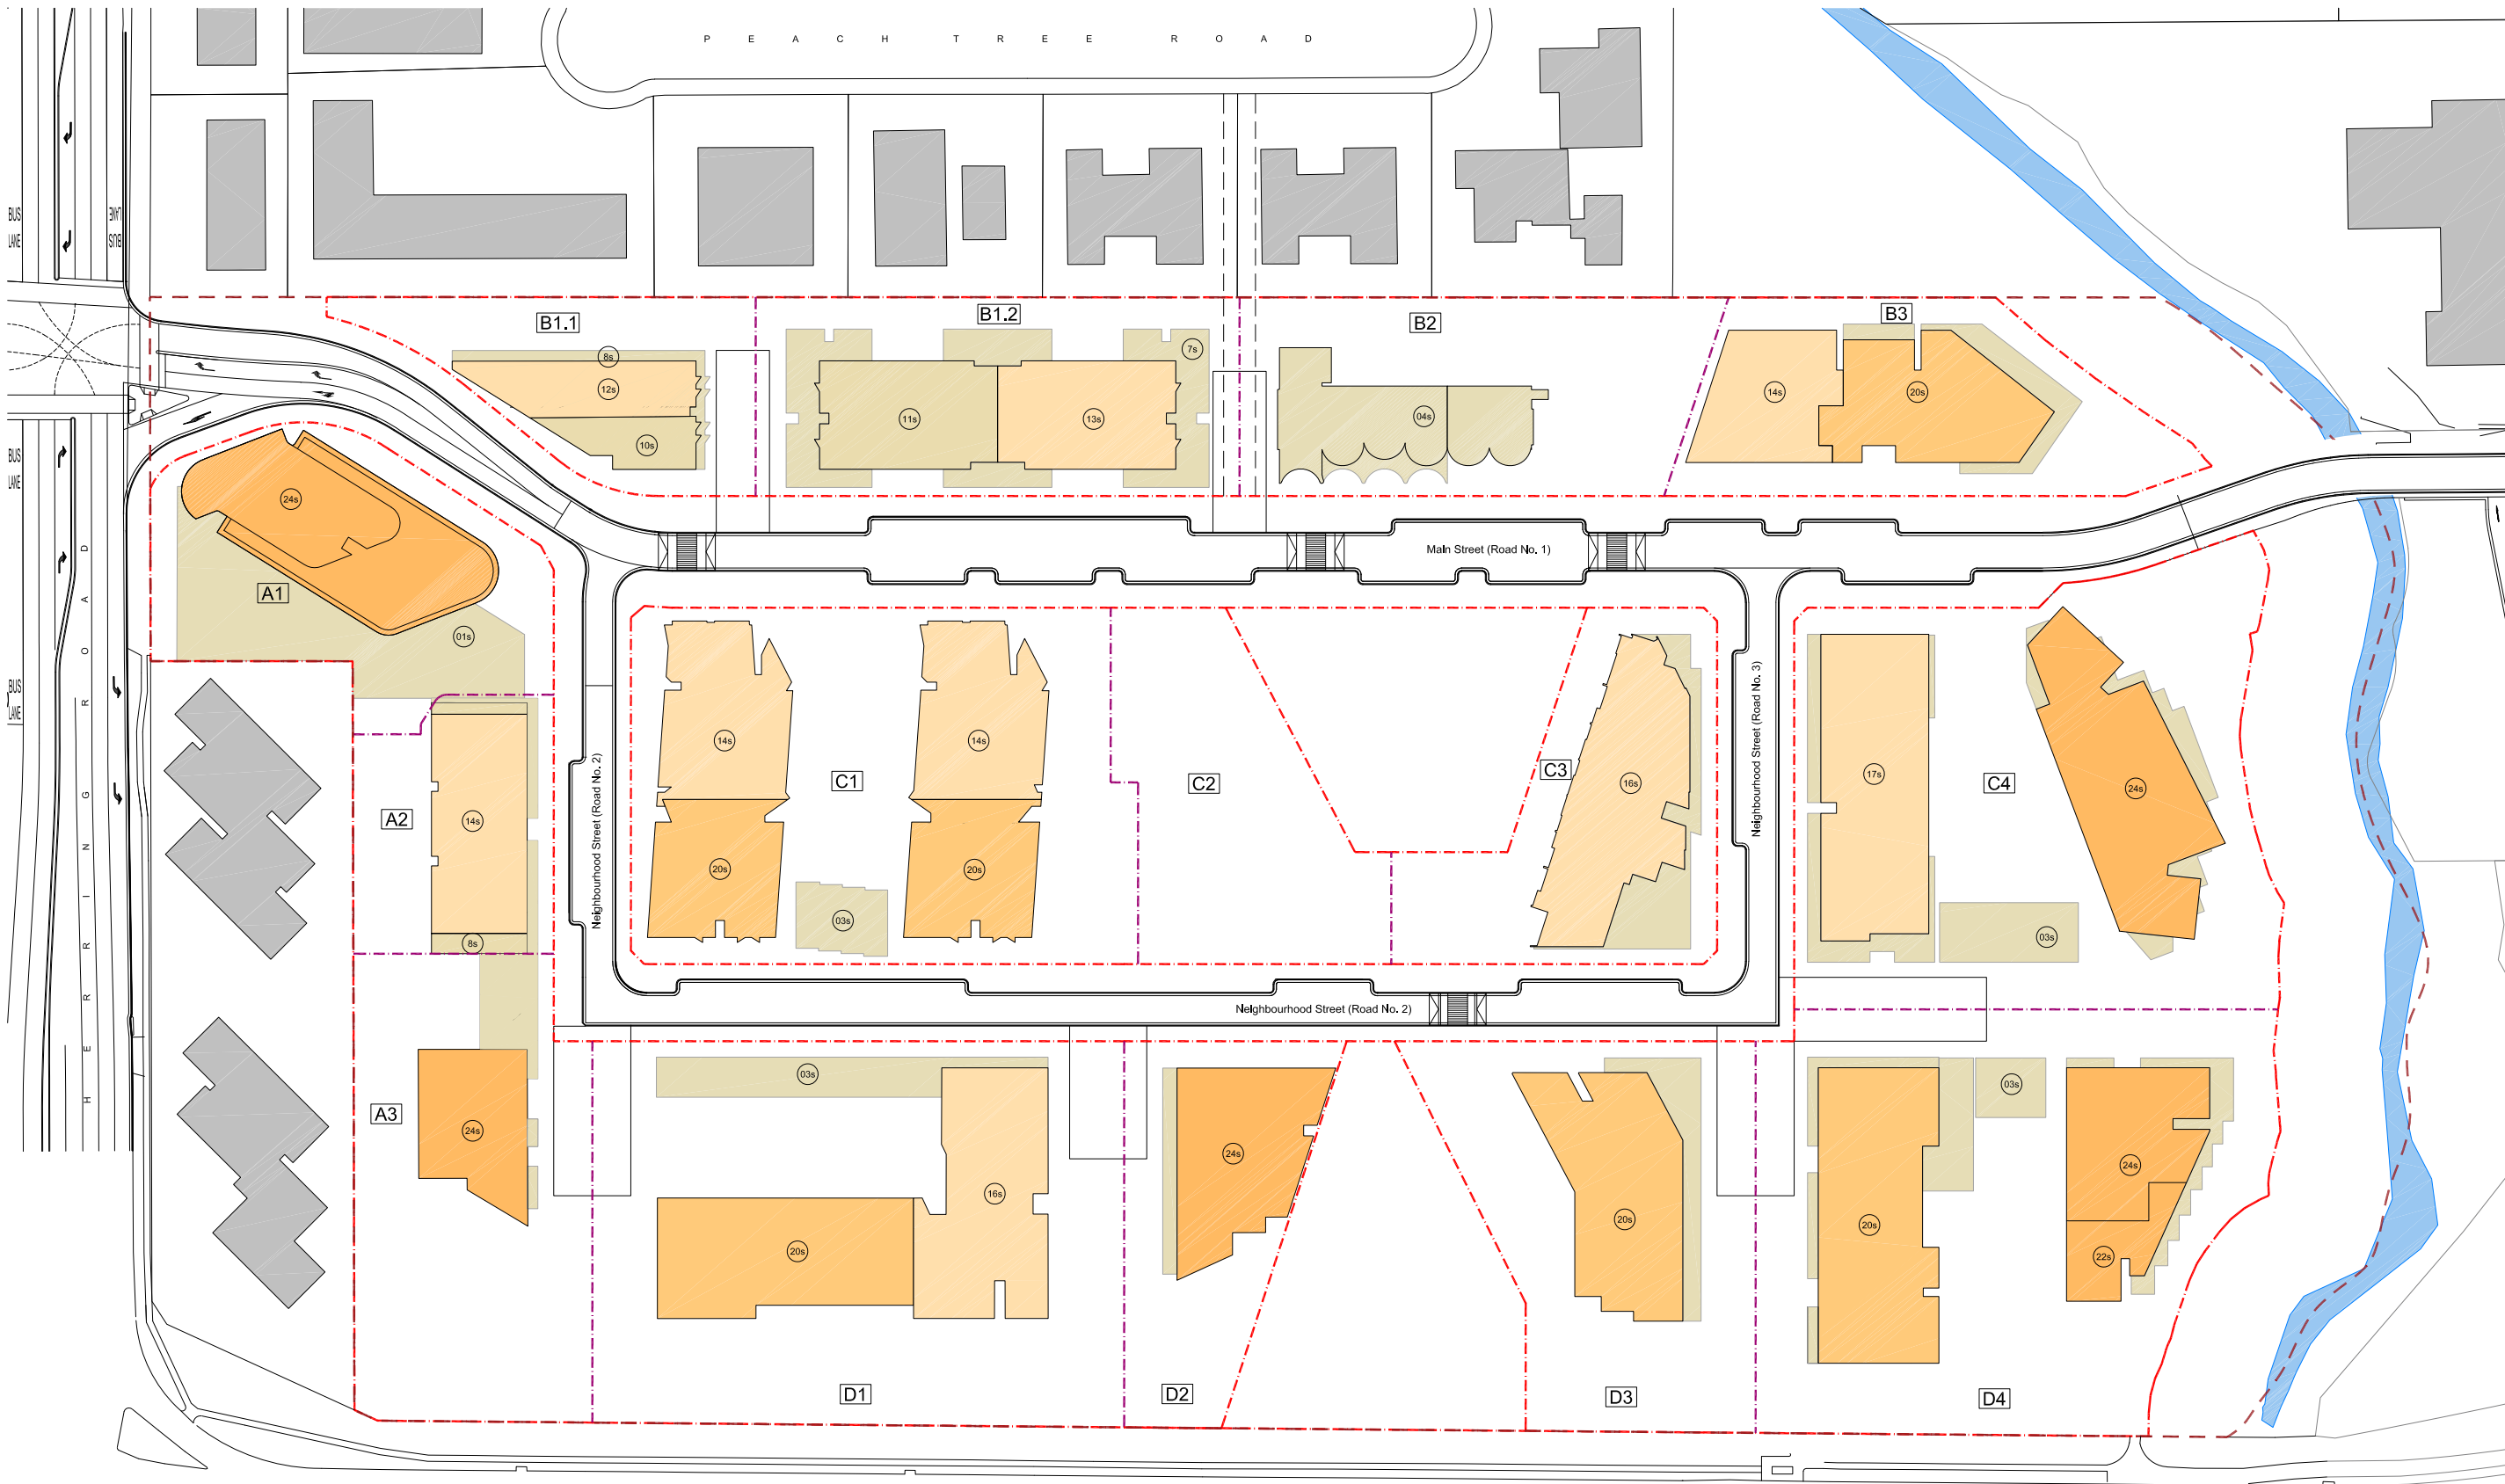 PEACH TREE ROAD
BUS
LANE
BUS
LANE
B1.1
B1.2
B2
B3
8s
12s
10s
7s
11s
13s
04s
14s
20s
BUS
LANE
24s
A1
01s
HERRING ROAD
BUS
LANE
Main Street (Road No. 1)
Neighbourhood Street (Road No. 2)
Neighbourhood Street (Road No. 3)
14s
14s
C1
C2
C3
16s
17s
C4
24s
A2
14s
20s
20s
03s
03s
8s
Neighbourhood Street (Road No. 2)
A3
24s
03s
16s
20s
24s
20s
03s
24s
20s
22s
D1
D2
D3
D4